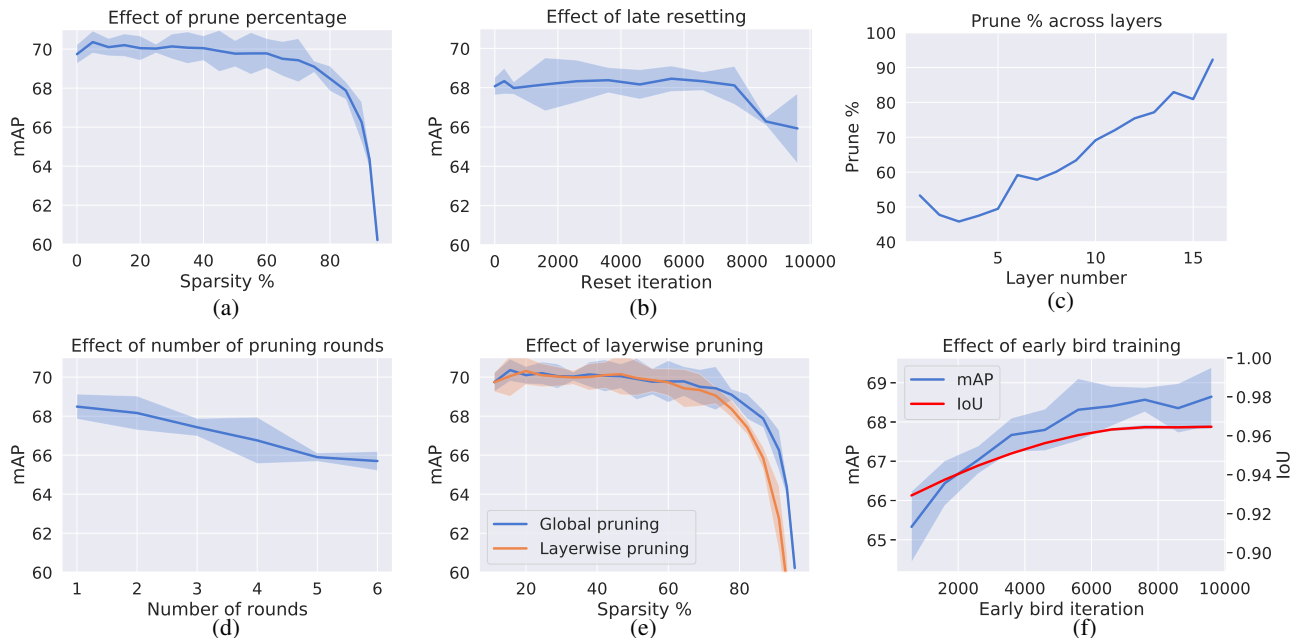 Effect of prune percentage
70
68
66
64
62
60
mAP
0
20
40
60
80
Sparsity %
(a)
Effect of late resetting
70
68
66
64
62
60
mAP
0
2000
4000
6000
8000
10000
Reset iteration
(b)
Prune % across layers
100
90
80
70
60
50
40
Prune %
5
10
15
Layer number
(c)
Effect of number of pruning rounds
70
68
66
64
62
60
mAP
1
2
3
4
5
6
Number of rounds
(d)
Effect of layerwise pruning
70
68
66
64
62
60
mAP
Global pruning
Layerwise pruning
20
40
60
80
Sparsity %
(e)
Effect of early bird training
69
68
67
66
65
mAP
mAP
IoU
1.00
0.98
0.96
0.94
0.92
0.90
IoU
2000
4000
6000
8000
10000
Early bird iteration
(f)